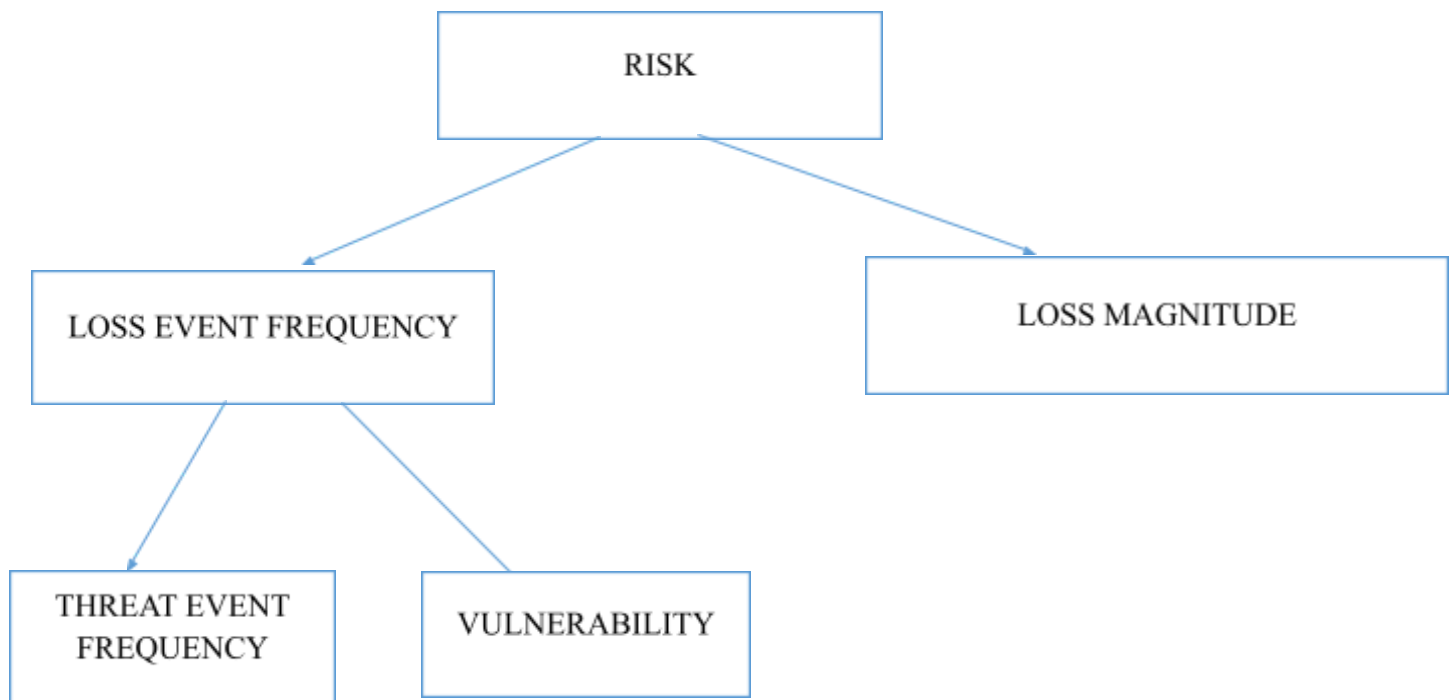 RISK
LOSS EVENT FREQUENCY
LOSS MAGNITUDE
THREAT EVENT
FREQUENCY
VULNERABILITY